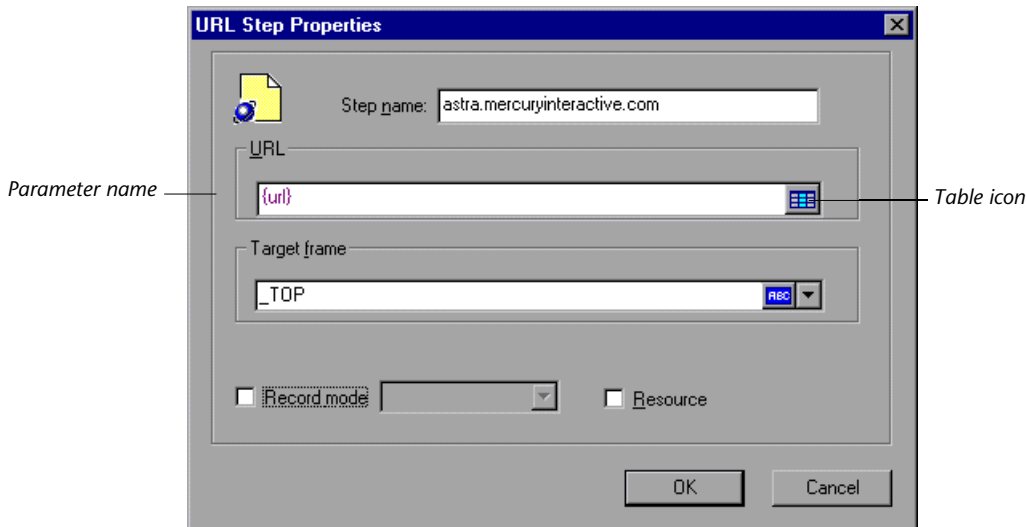 URL Step Properties
Step name: astra.mercuryinteractive.com
URL
Parameter name
{url}
Table icon
Target frame
_TOP
ABC
Record mode
Resource
OK
Cancel